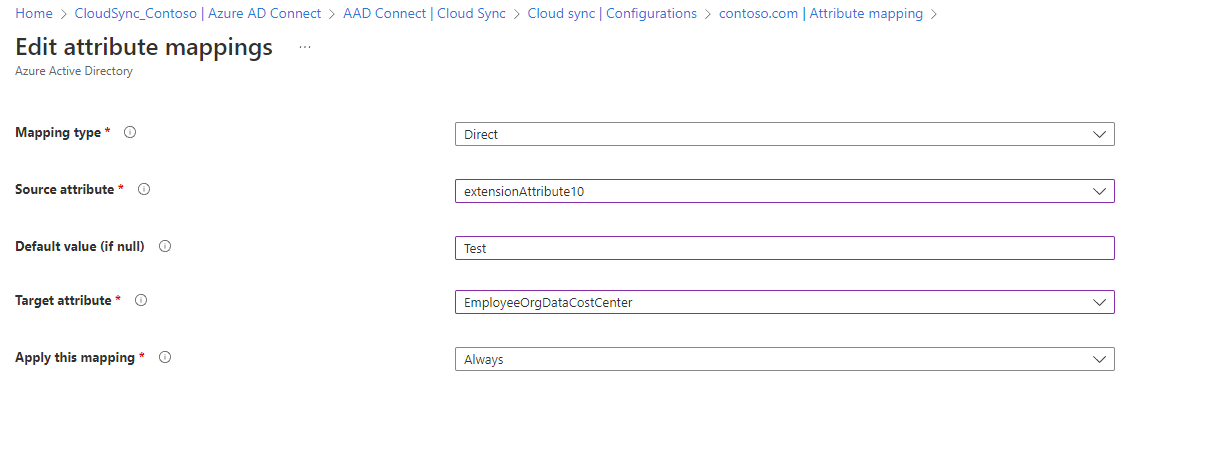 Home > CloudSync_Contoso | Azure AD Connect > AAD Connect | Cloud Sync > Cloud sync | Configurations > contoso.com | Attribute mapping >
Edit attribute mappings ...
Azure Active Directory
Mapping type * Direct
Source attribute * extensionAttribute10
Default value (if null) Test
Target attribute * EmployeeOrgDataCostCenter
Apply this mapping * Always